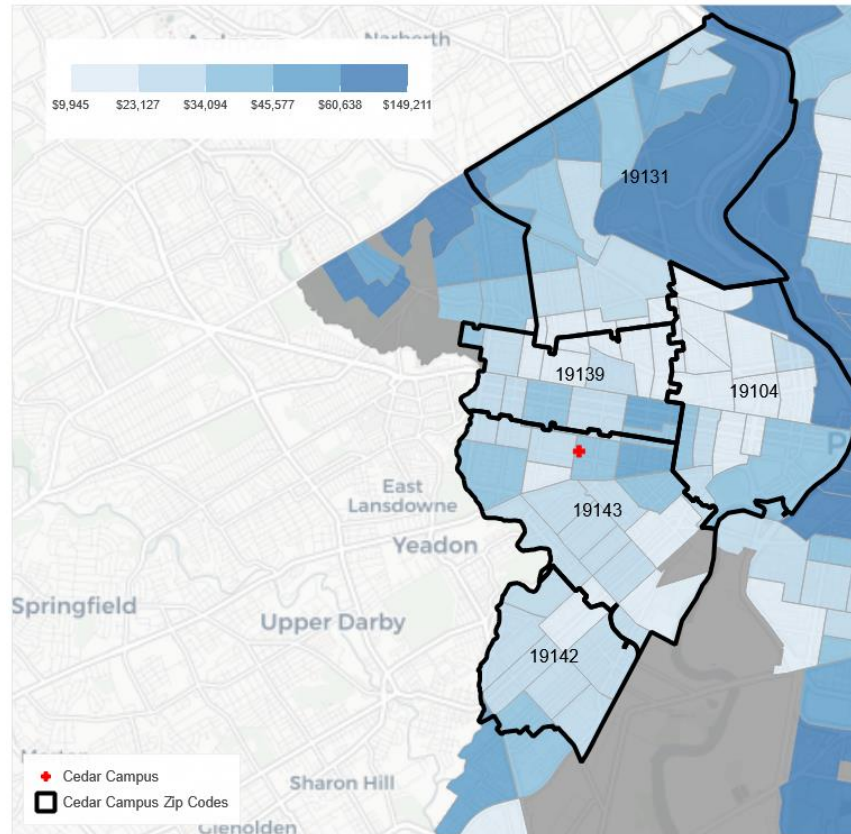 Narberth
$9,945 $23,127 $34,094 $45,577 $60,638 $149,211
19131
19139
19104
East
Lansdowne
19143
Yeadon
Springfield
Upper Darby
19142
Cedar Campus
Sharon Hill
Cedar Campus Zip Codes
Glenolden